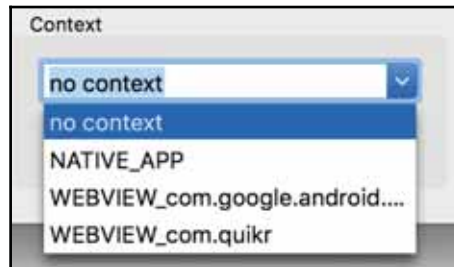 Context
no context
no context
NATIVE_APP
WEBVIEW_com.google.android....
WEBVIEW_com.quikr